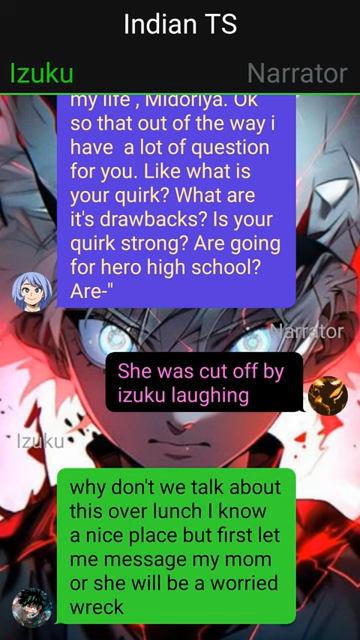 Indian TS
Izuku
Narrator
my life , Midoriya. Ok
so that out of the way i
have a lot of question
for you. Like what is
your quirk? What are
it's drawbacks? Is your
quirk strong? Are going
for hero high school?
Are-"
Narrator
She was cut off by
izuku laughing
Izuku
why don't we talk about
this over lunch I know
a nice place but first let
me message my mom
or she will be a worried
wreck